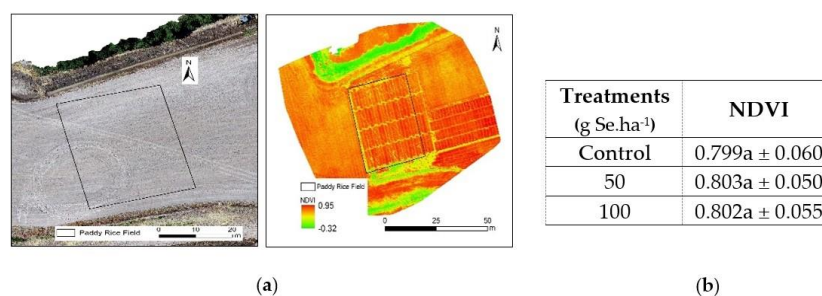 N
Paddy Rice Field
0 10 20
m
N
Paddy Rice Field
NDVI
0.95
-0.32
0 25 50
m
Treatments
(g Se.ha⁻¹)
NDVI
Control 0.799a ± 0.060
50 0.803a ± 0.050
100 0.802a ± 0.055
(a)
(b)